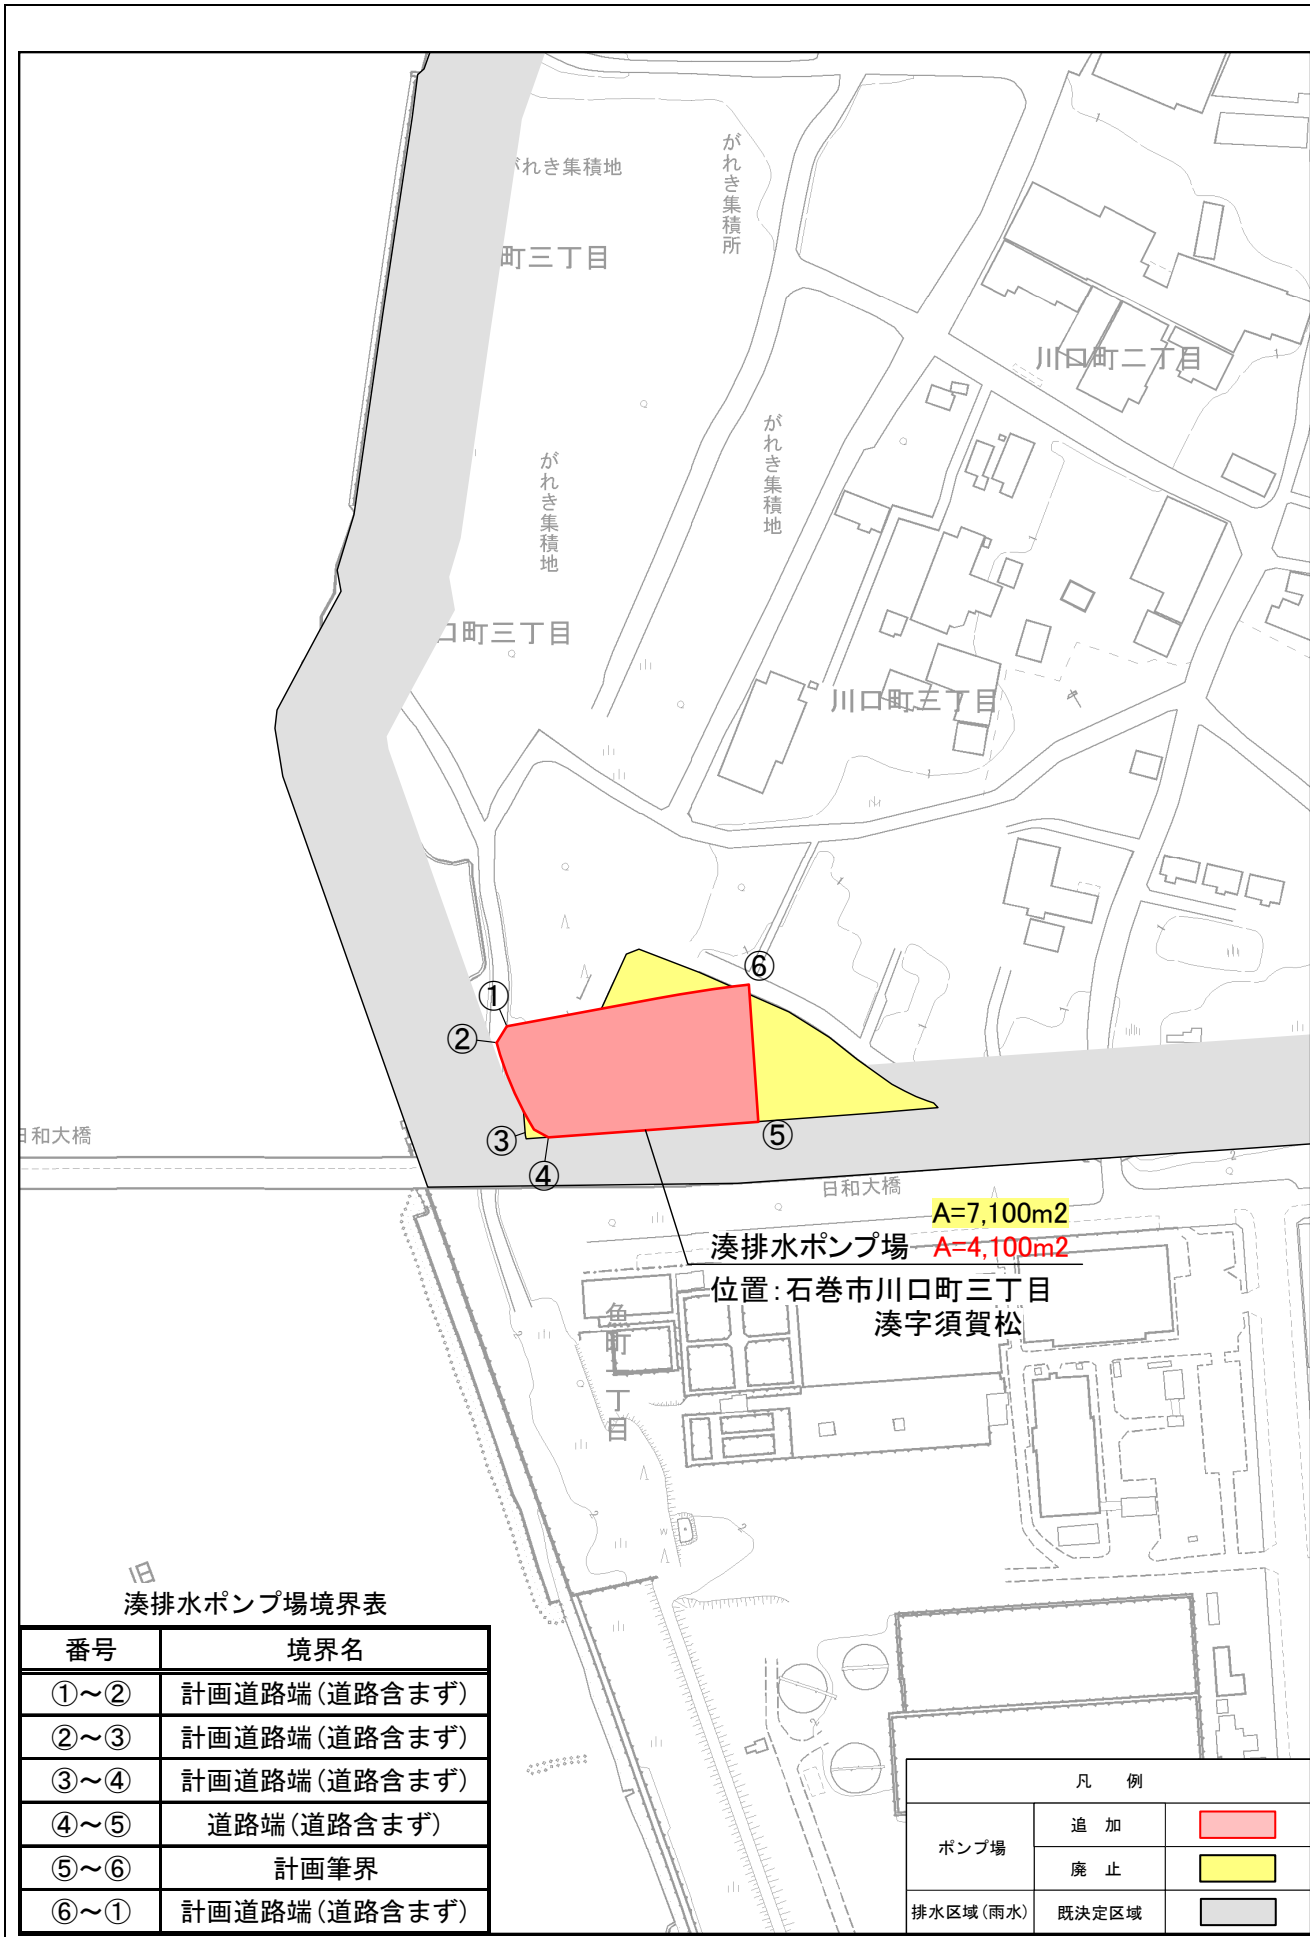 がれき集積地
がれき集積所
町三丁目
川口町二丁目
がれき集積地
がれき集積地
口町三丁目
川口町三丁目
⑥
①
②
③
④
⑤
日和大橋
日和大橋
A=7,100m2
湊排水ポンプ場 A=4,100m2
位置:石巻市川口町三丁目
湊字須賀松
魚町一丁目
旧
湊排水ポンプ場境界表
番号 境界名
①~② 計画道路端(道路含まず)
②~③ 計画道路端(道路含まず)
③~④ 計画道路端(道路含まず)
④~⑤ 道路端(道路含まず)
⑤~⑥ 計画筆界
⑥~① 計画道路端(道路含まず)
凡 例
ポンプ場 追 加
廃 止
排水区域(雨水) 既決定区域